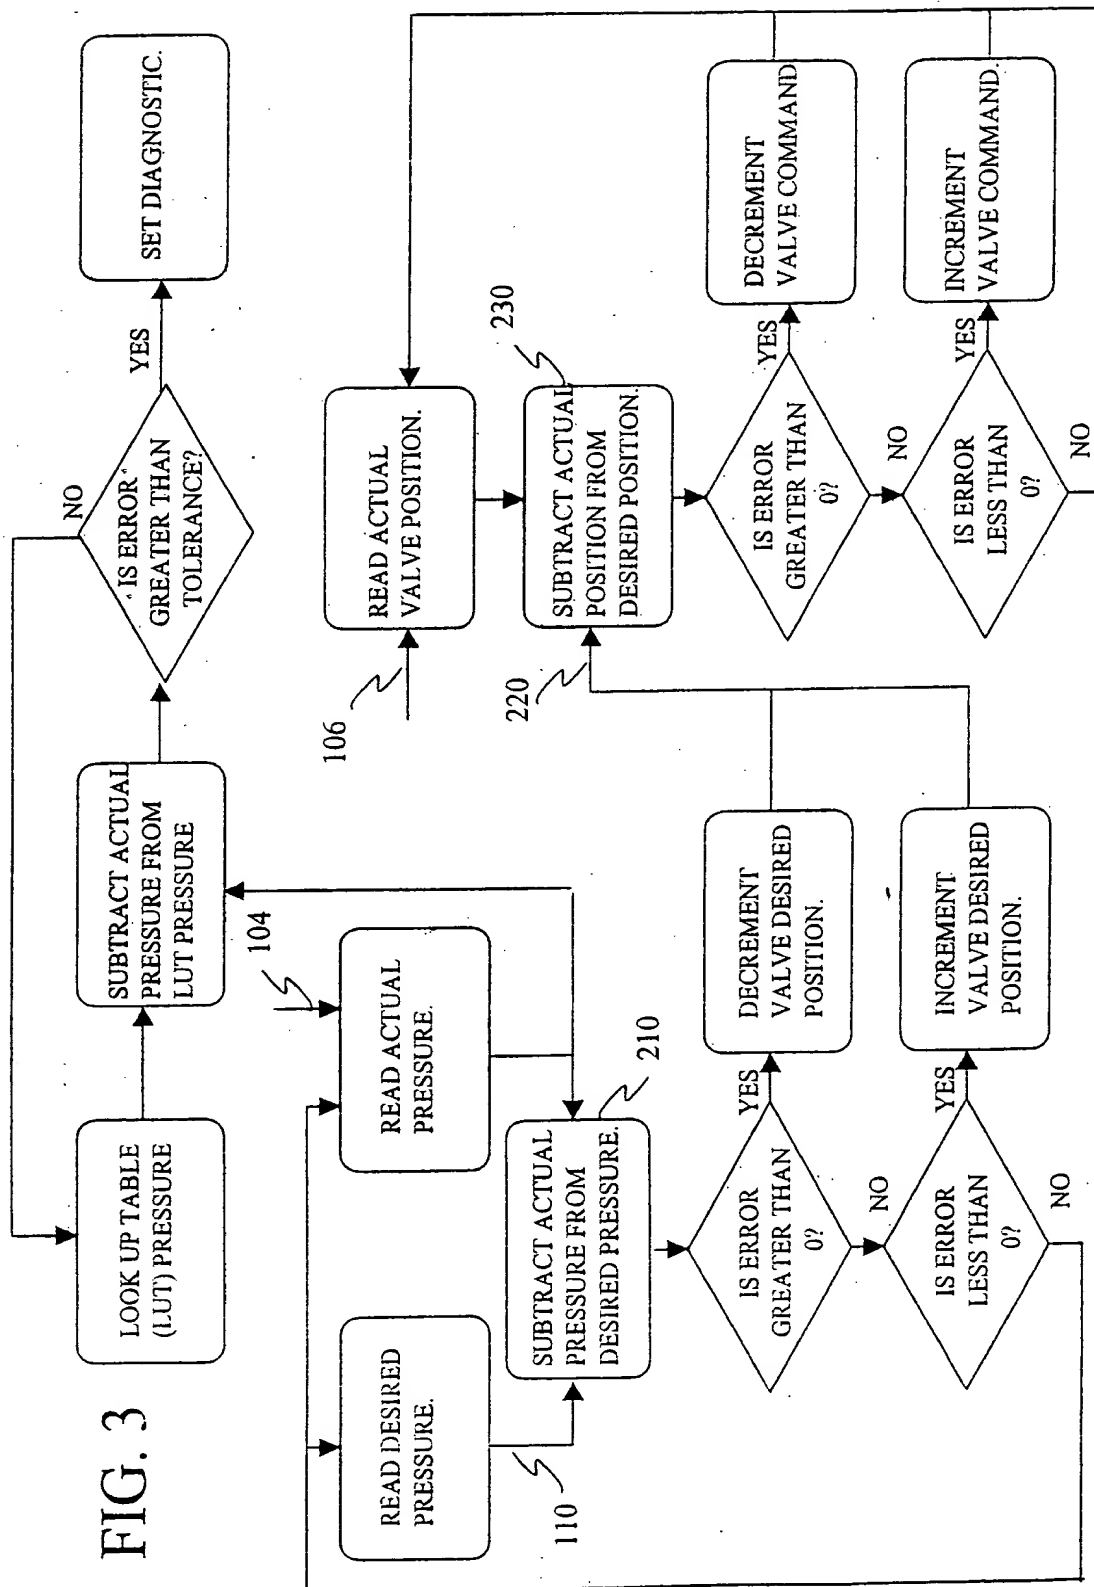 FIG. 3
LOOK UP TABLE
(LUT) PRESSURE
SUBTRACT ACTUAL
PRESSURE FROM
LUT PRESSURE
IS ERROR
GREATER THAN
TOLERANCE?
NO
YES
SET DIAGNOSTIC.
READ DESIRED
PRESSURE.
110
READ ACTUAL
PRESSURE.
104
SUBTRACT ACTUAL
PRESSURE FROM
DESIRED PRESSURE.
210
IS ERROR
GREATER THAN
0?
YES
NO
DECREMENT
VALVE DESIRED
POSITION.
IS ERROR
LESS THAN
0?
YES
NO
INCREMENT
VALVE DESIRED
POSITION.
106
READ ACTUAL
VALVE POSITION.
220
SUBTRACT ACTUAL
POSITION FROM
DESIRED POSITION.
230
IS ERROR
GREATER THAN
0?
YES
NO
DECREMENT
VALVE COMMAND
IS ERROR
LESS THAN
0?
YES
NO
INCREMENT
VALVE COMMAND.